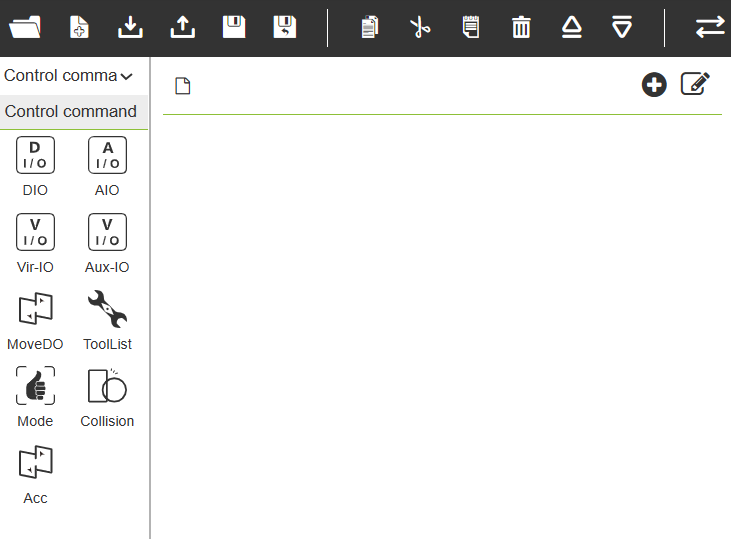 Control comma
Control command
D
I/O
A
I/O
DIO
AIO
V
I/O
V
I/O
Vir-IO
Aux-IO
MoveDO
ToolList
Mode
Collision
Acc